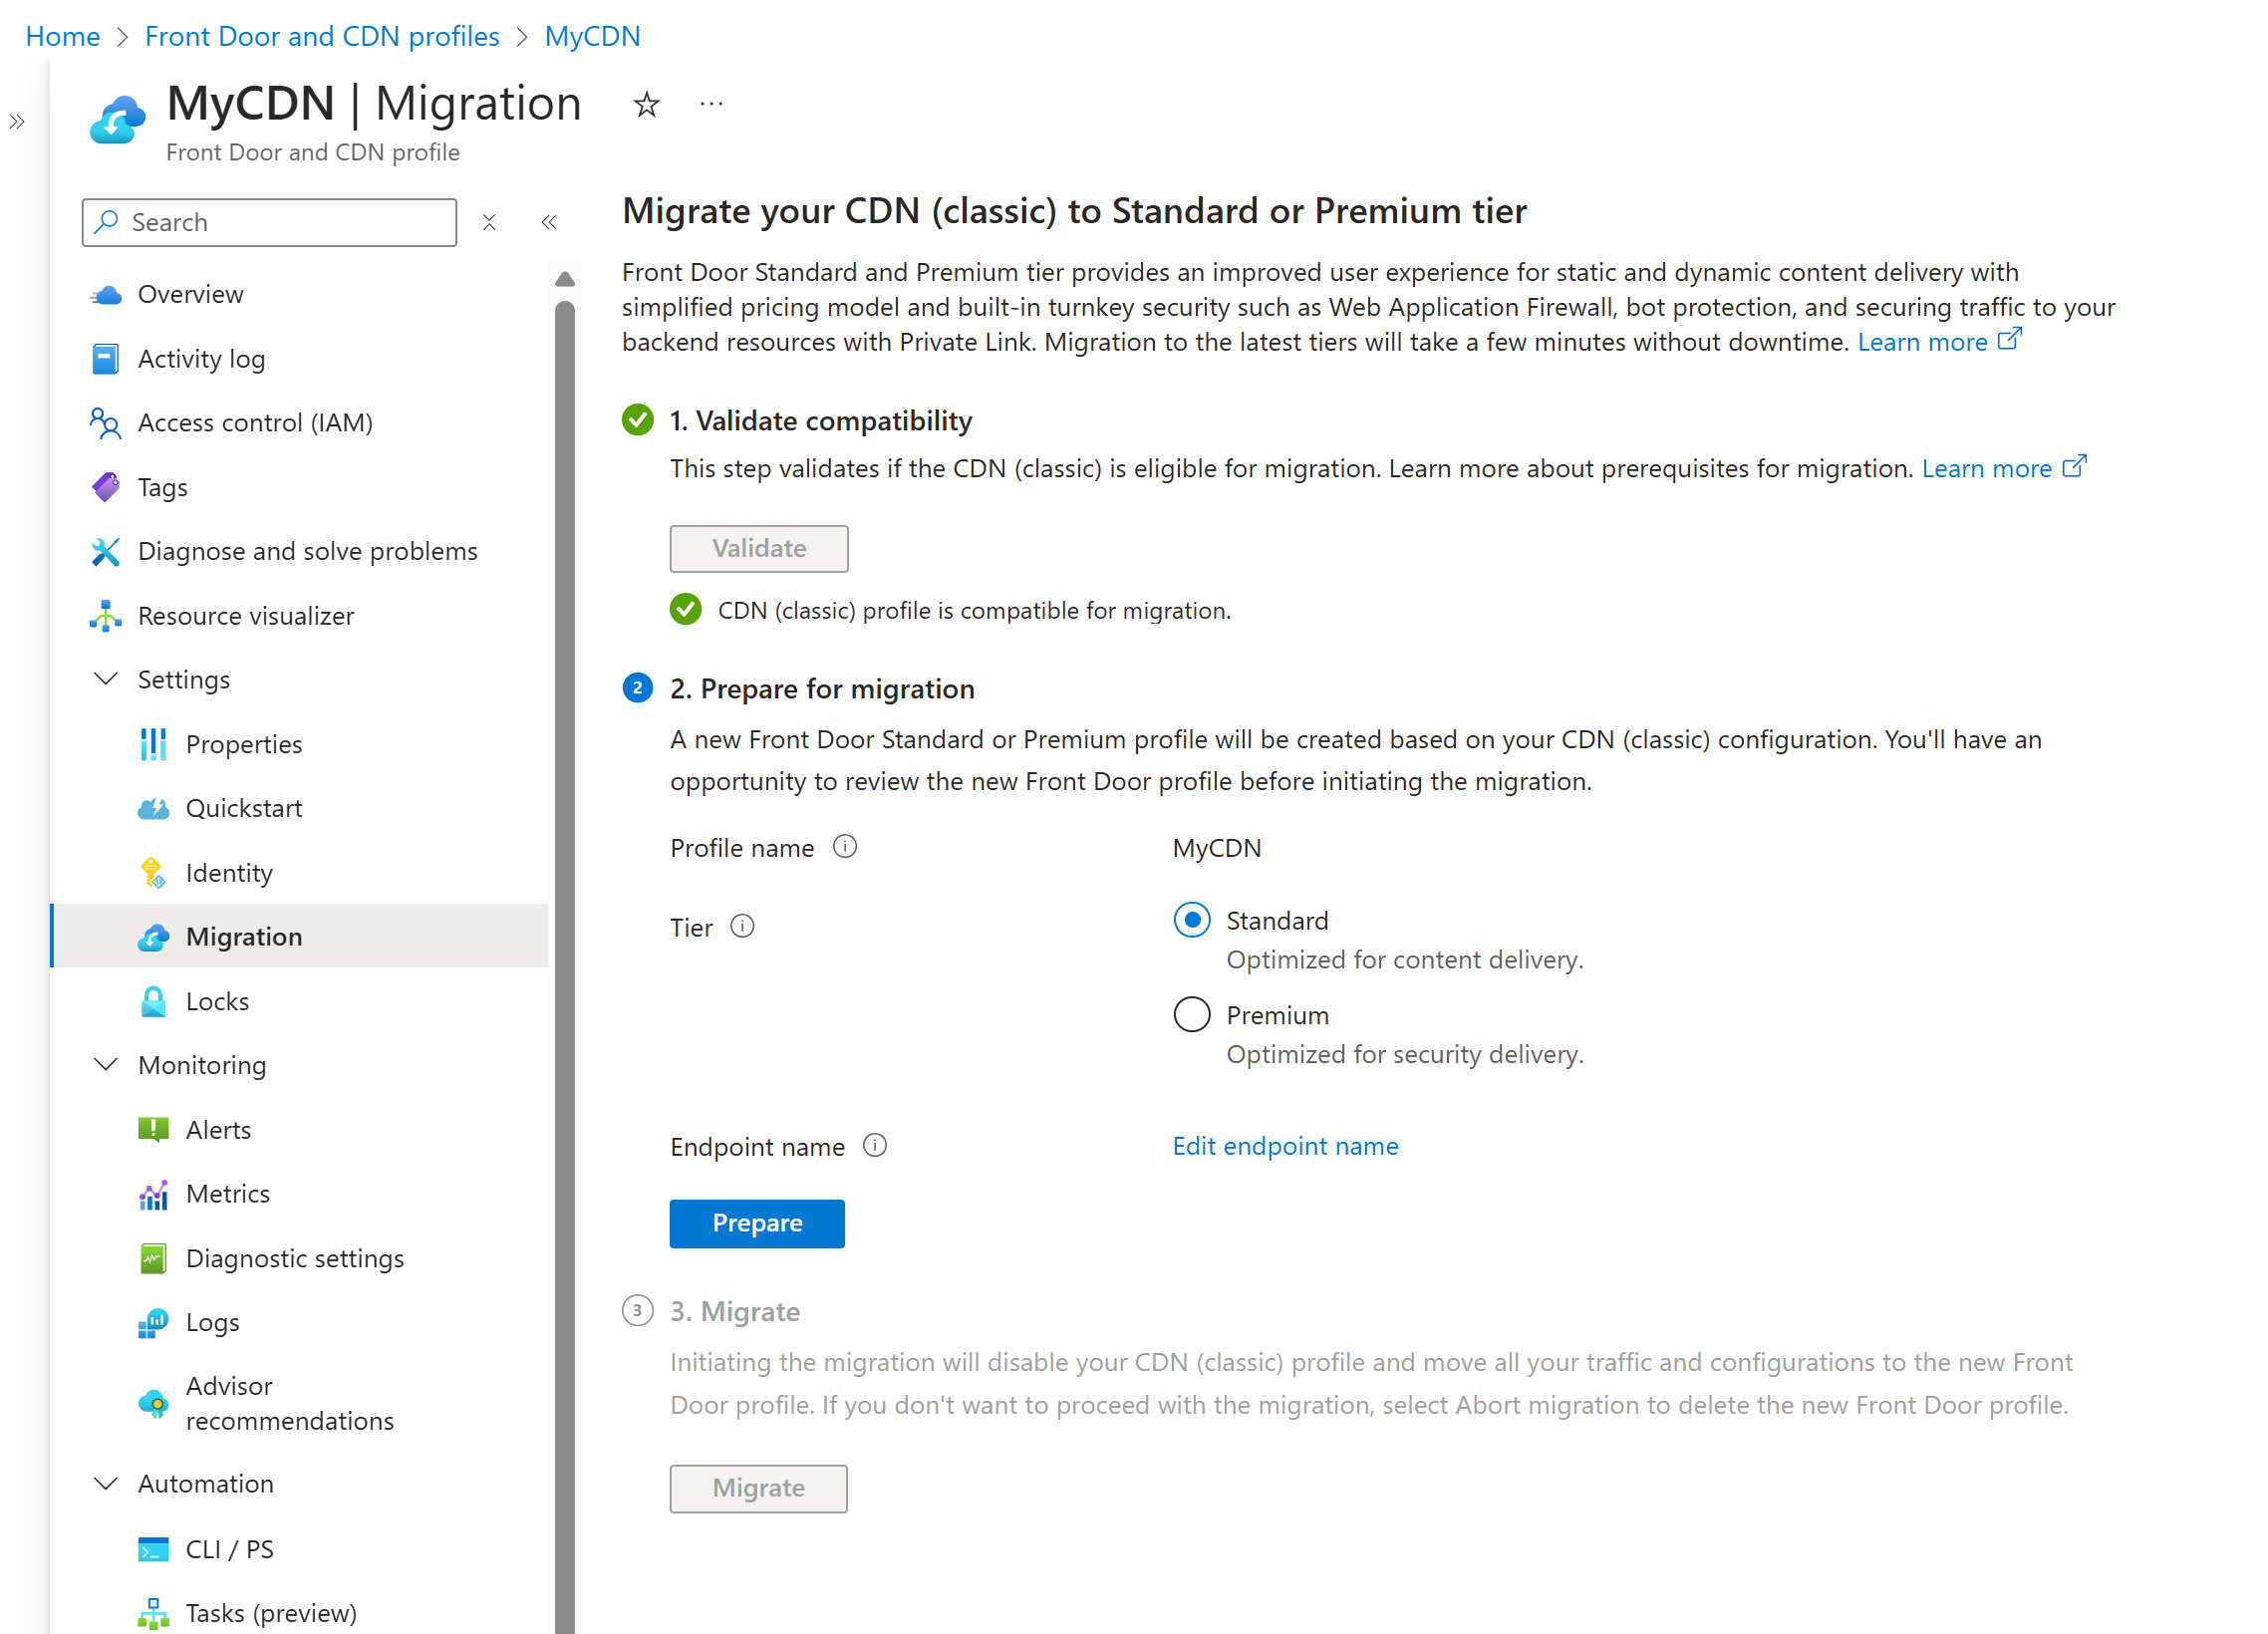 Home > Front Door and CDN profiles > MyCDN
MyCDN | Migration
Front Door and CDN profile
Search
Overview
Activity log
Access control (IAM)
Tags
Diagnose and solve problems
Resource visualizer
Settings
Properties
Quickstart
Identity
Migration
Locks
Monitoring
Alerts
Metrics
Diagnostic settings
Logs
Advisor
recommendations
Automation
CLI / PS
Tasks (preview)
Migrate your CDN (classic) to Standard or Premium tier
Front Door Standard and Premium tier provides an improved user experience for static and dynamic content delivery with
simplified pricing model and built-in turnkey security such as Web Application Firewall, bot protection, and securing traffic to your
backend resources with Private Link. Migration to the latest tiers will take a few minutes without downtime. Learn more
1. Validate compatibility
This step validates if the CDN (classic) is eligible for migration. Learn more about prerequisites for migration. Learn more
Validate
CDN (classic) profile is compatible for migration.
2 2. Prepare for migration
A new Front Door Standard or Premium profile will be created based on your CDN (classic) configuration. You'll have an
opportunity to review the new Front Door profile before initiating the migration.
Profile name MyCDN
Tier
Standard
Optimized for content delivery.
Premium
Optimized for security delivery.
Endpoint name Edit endpoint name
Prepare
3 3. Migrate
Initiating the migration will disable your CDN (classic) profile and move all your traffic and configurations to the new Front
Door profile. If you don't want to proceed with the migration, select Abort migration to delete the new Front Door profile.
Migrate